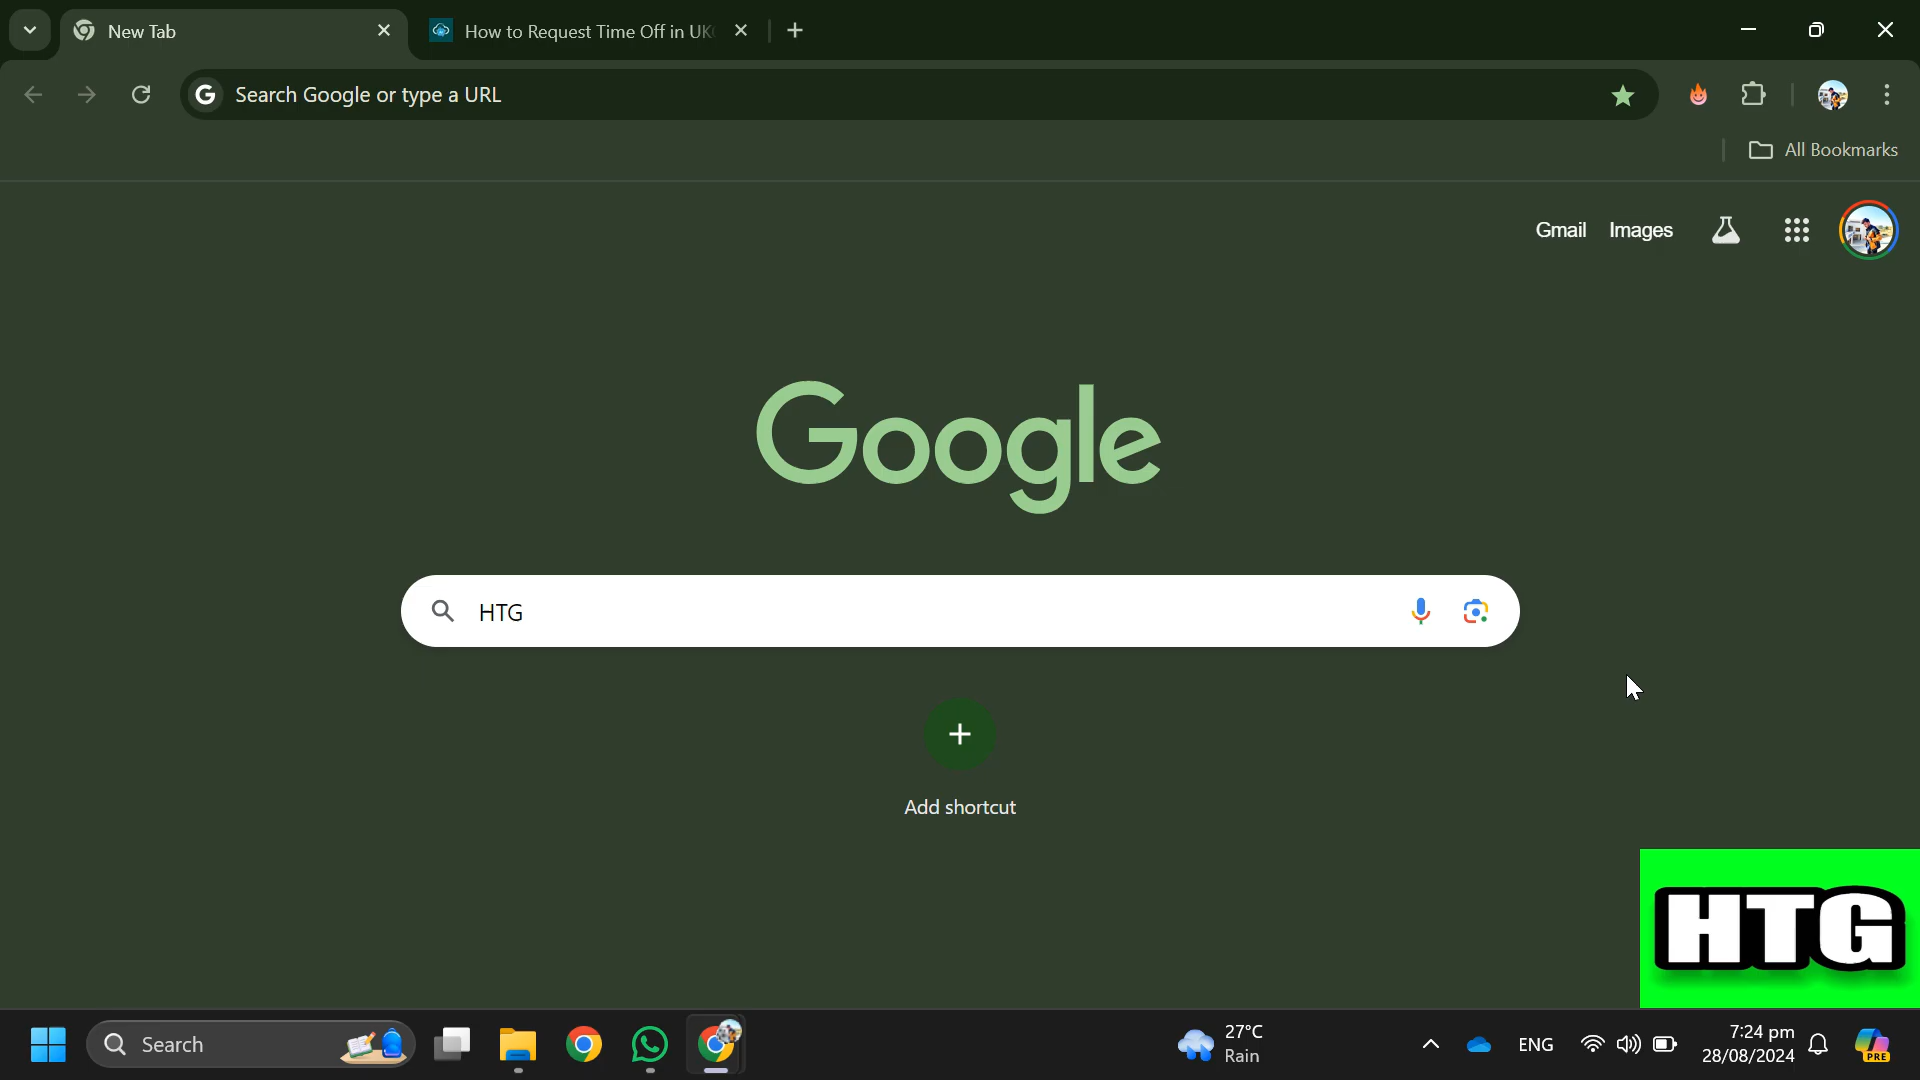 New Tab
How to Request Time Off in UK
Search Google or type a URL
All Bookmarks
Gmail
Images
Google
HTG
Add shortcut
HTG
Search
27°C
Rain
ENG
7:24 pm
28/08/2024
PRE